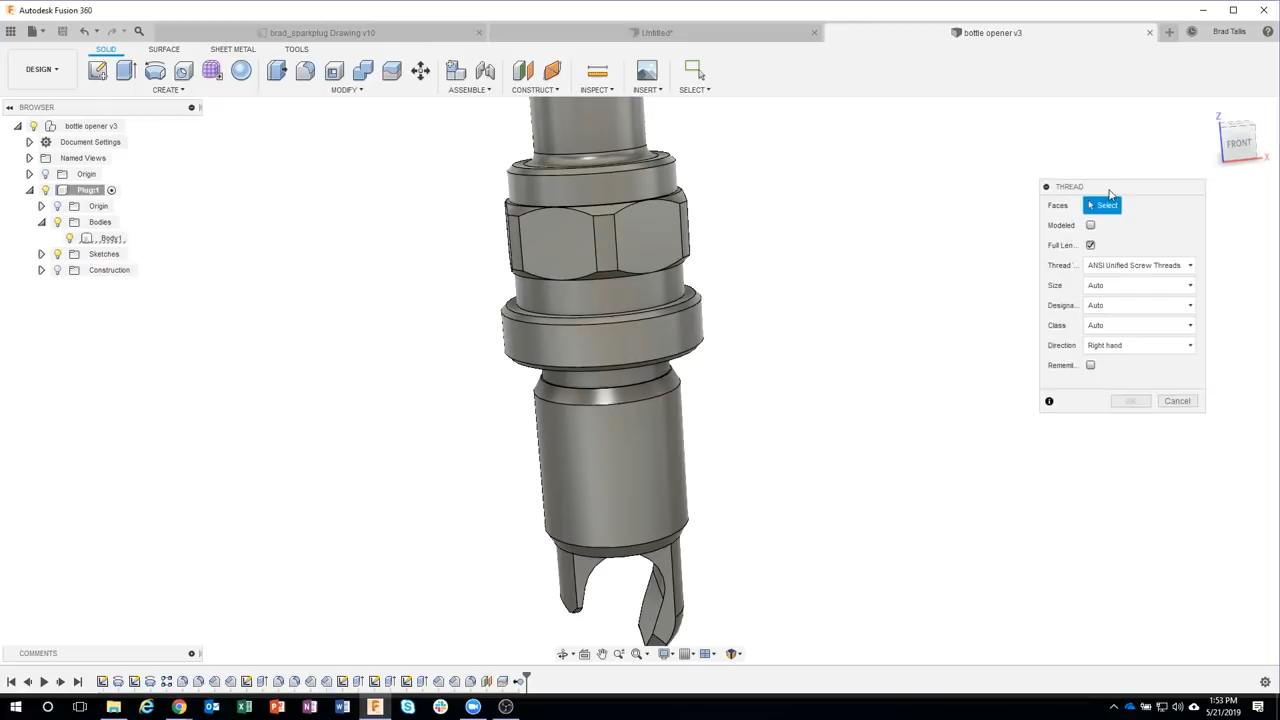 Autodesk Fusion 360
brad_sparkplug Drawing v10
Untitled*
bottle opener v3
Brad Tallis
DESIGN
SOLID
SURFACE
SHEET METAL
TOOLS
CREATE
MODIFY
ASSEMBLE
CONSTRUCT
INSPECT
INSERT
SELECT
BROWSER
bottle opener v3
Document Settings
Named Views
Origin
Plug:1
Origin
Bodies
Body1
Sketches
Construction
Z
FRONT
X
THREAD
Faces Select
Modeled
Full Len...
Thread ... ANSI Unified Screw Threads
Size Auto
Designa... Auto
Class Auto
Direction Right hand
Rememl...
OK Cancel
COMMENTS
1:53 PM
5/21/2019